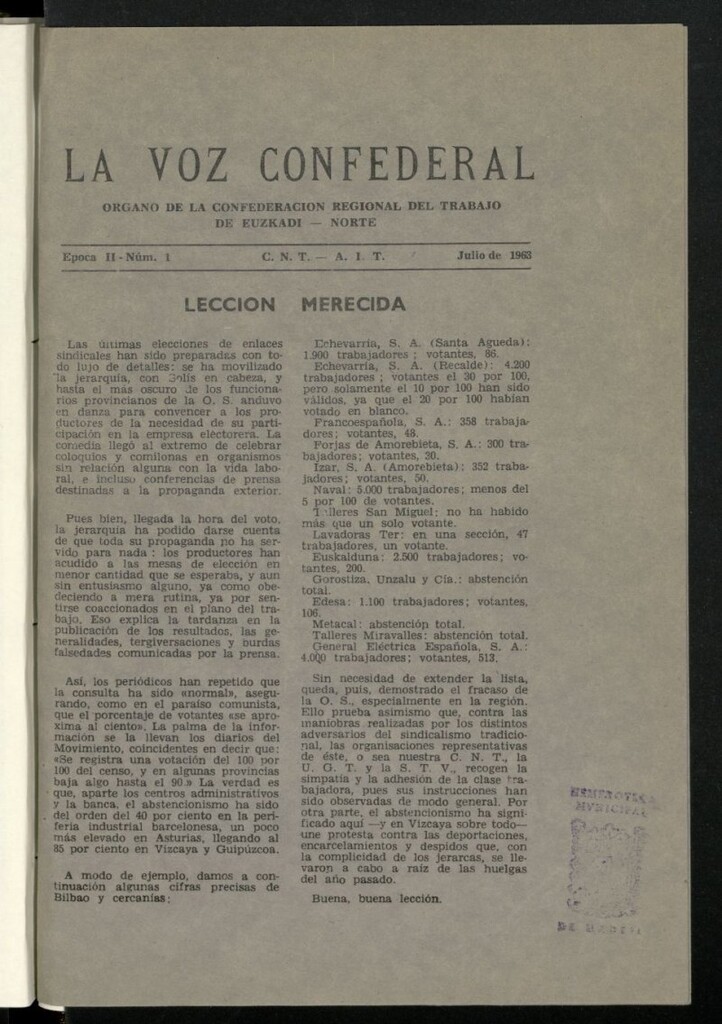 LA VOZ CONFEDERAL
ORGANO DE LA CONFEDERACION REGIONAL DEL TRABAJO
DE EUZKADI — NORTE
Epoca II - Núm. 1 C. N. T. — A. I. T. Julio de 1963
LECCION MERECIDA
Las últimas elecciones de enlaces
sindicales han sido preparadas con to-
do lujo de detalles: se ha movilizado
la jerarquía, con Solís en cabeza, y
hasta el más oscuro de los funciona-
rios provincianos de la O. S. anduvo
en danza para convencer a los pro-
ductores de la necesidad de su parti-
cipación en la empresa electorera. La
comedia llegó al extremo de celebrar
coloquios y comilonas en organismos
sin relación alguna con la vida labo-
ral, e incluso conferencias de prensa
destinadas a la propaganda exterior.
Pues bien, llegada la hora del voto,
la jerarquía ha podido darse cuenta
de que toda su propaganda no ha ser-
vido para nada : los productores han
acudido a las mesas de elección en
menor cantidad que se esperaba, y aun
sin entusiasmo alguno, ya como obe-
deciendo a mera rutina, ya por sen-
tirse coaccionados en el plano del tra-
bajo. Eso explica la tardanza en la
publicación de los resultados, las ge-
neralidades, tergiversaciones y burdas
falsedades comunicadas por la prensa.
Así, los periódicos han repetido que
la consulta ha sido «normal», asegu-
rando, como en el paraíso comunista,
que el porcentaje de votantes «se apro-
xima al ciento». La palma de la infor-
mación se la llevan los diarios del
Movimiento, coincidentes en decir que:
«Se registra una votación del 100 por
100 del censo, y en algunas provincias
baja algo hasta el 90.» La verdad es
que, aparte los centros administrativos
y la banca, el abstencionismo ha sido
del orden del 40 por ciento en la peri-
feria industrial barcelonesa, un poco
más elevado en Asturias, llegando al
85 por ciento en Vizcaya y Guipúzcoa.
A modo de ejemplo, damos a con-
tinuación algunas cifras precisas de
Bilbao y cercanías:
Echevarría, S. A. (Santa Agueda):
1.900 trabajadores ; votantes, 86.
Echevarría, S. A. (Recalde): 4.200
trabajadores ; votantes el 30 por 100,
pero solamente el 10 por 100 han sido
válidos, ya que el 20 por 100 habían
votado en blanco.
Francoespañola, S. A.: 358 trabaja-
dores; votantes, 48.
Forjas de Amorebieta, S. A.: 300 tra-
bajadores; votantes, 30.
Izar, S. A. (Amorebieta): 352 traba-
jadores; votantes, 50.
Naval: 5.000 trabajadores; menos del
5 por 100 de votantes.
Talleres San Miguel: no ha habido
más que un solo votante.
Lavadoras Ter: en una sección, 47
trabajadores, un votante.
Euskalduna: 2.500 trabajadores; vo-
tantes, 200.
Gorostiza, Unzalu y Cía.: abstención
total.
Edesa: 1.100 trabajadores; votantes,
106.
Metacal: abstención total.
Talleres Miravalles: abstención total.
General Eléctrica Española, S. A.:
4.000 trabajadores; votantes, 513.
Sin necesidad de extender la lista,
queda, puis, demostrado el fracaso de
la O. S., especialmente en la región.
Ello prueba asimismo que, contra las
maniobras realizadas por los distintos
adversarios del sindicalismo tradicio-
nal, las organisaciones representativas
de éste, o sea nuestra C. N. T., la
U. G. T. y la S. T. V., recogen la
simpatía y la adhesión de la clase tra-
bajadora, pues sus instrucciones han
sido observadas de modo general. Por
otra parte, el abstencionismo ha signi-
ficado aquí —y en Vizcaya sobre todo—
une protesta contra las deportaciones,
encarcelamientos y despidos que, con
la complicidad de los jerarcas, se lle-
varon a cabo a raíz de las huelgas
del año pasado.
Buena, buena lección.
HEMEROTECA
MVNICIPAL
DE MADRID